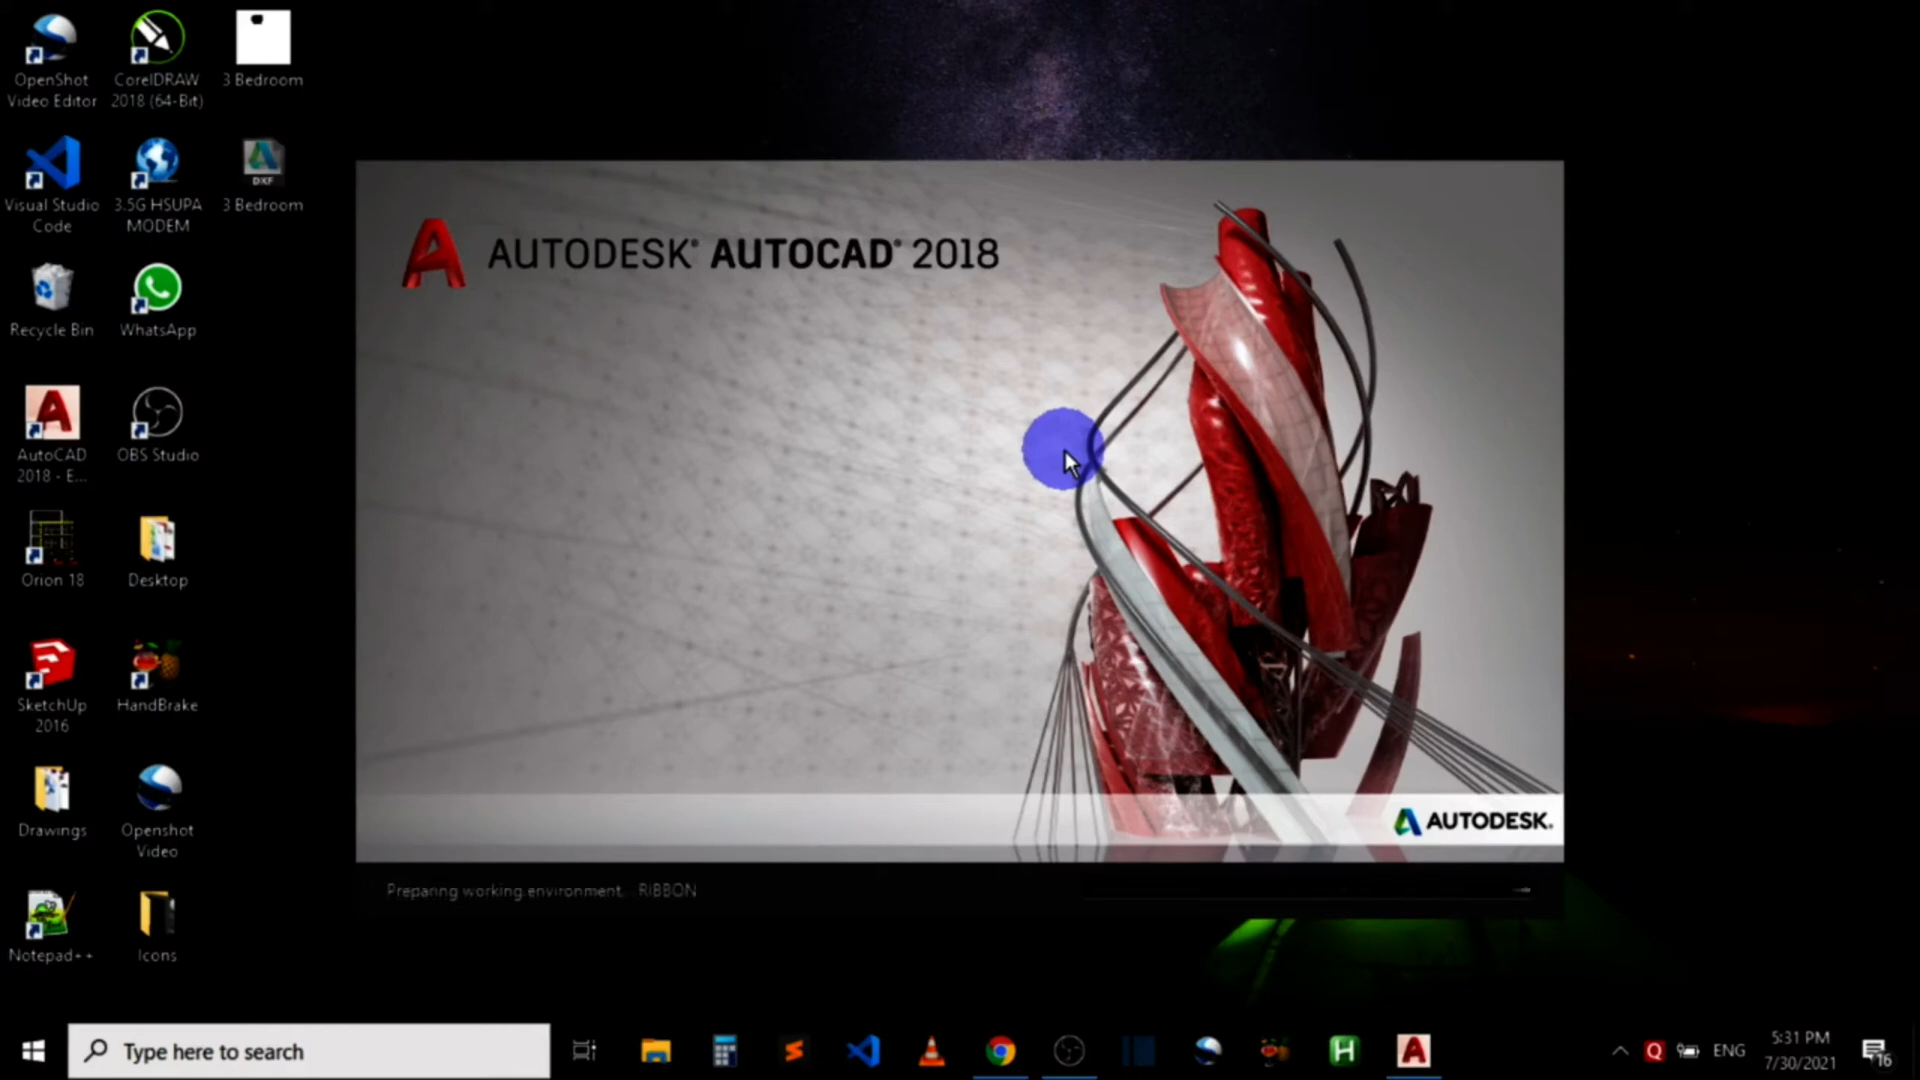 OpenShot
Video Editor
CorelDRAW
2018 (64-Bit)
3 Bedroom
Visual Studio
Code
3.5G HSUPA
MODEM
DXF
3 Bedroom
Recycle Bin
WhatsApp
AutoCAD
2018 - E...
OBS Studio
Orion 18
Desktop
SketchUp
2016
HandBrake
Drawings
Openshot
Video
Notepad++
Icons
AUTODESK® AUTOCAD® 2018
AUTODESK.
Preparing working environment. RIBBON
Type here to search
ENG
5:31 PM
7/30/2021
16